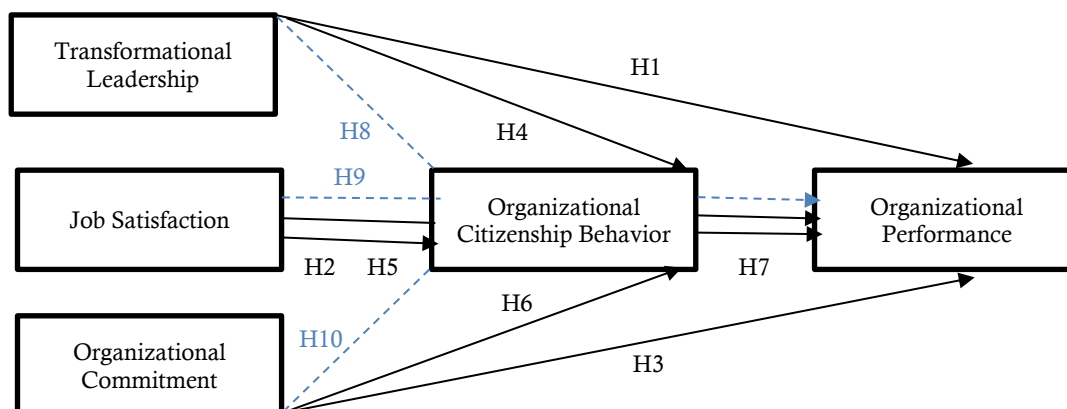 Transformational
Leadership
H1
H8
H4
H9
Job Satisfaction
Organizational
Citizenship Behavior
Organizational
Performance
H2
H5
H7
H6
H10
Organizational
Commitment
H3